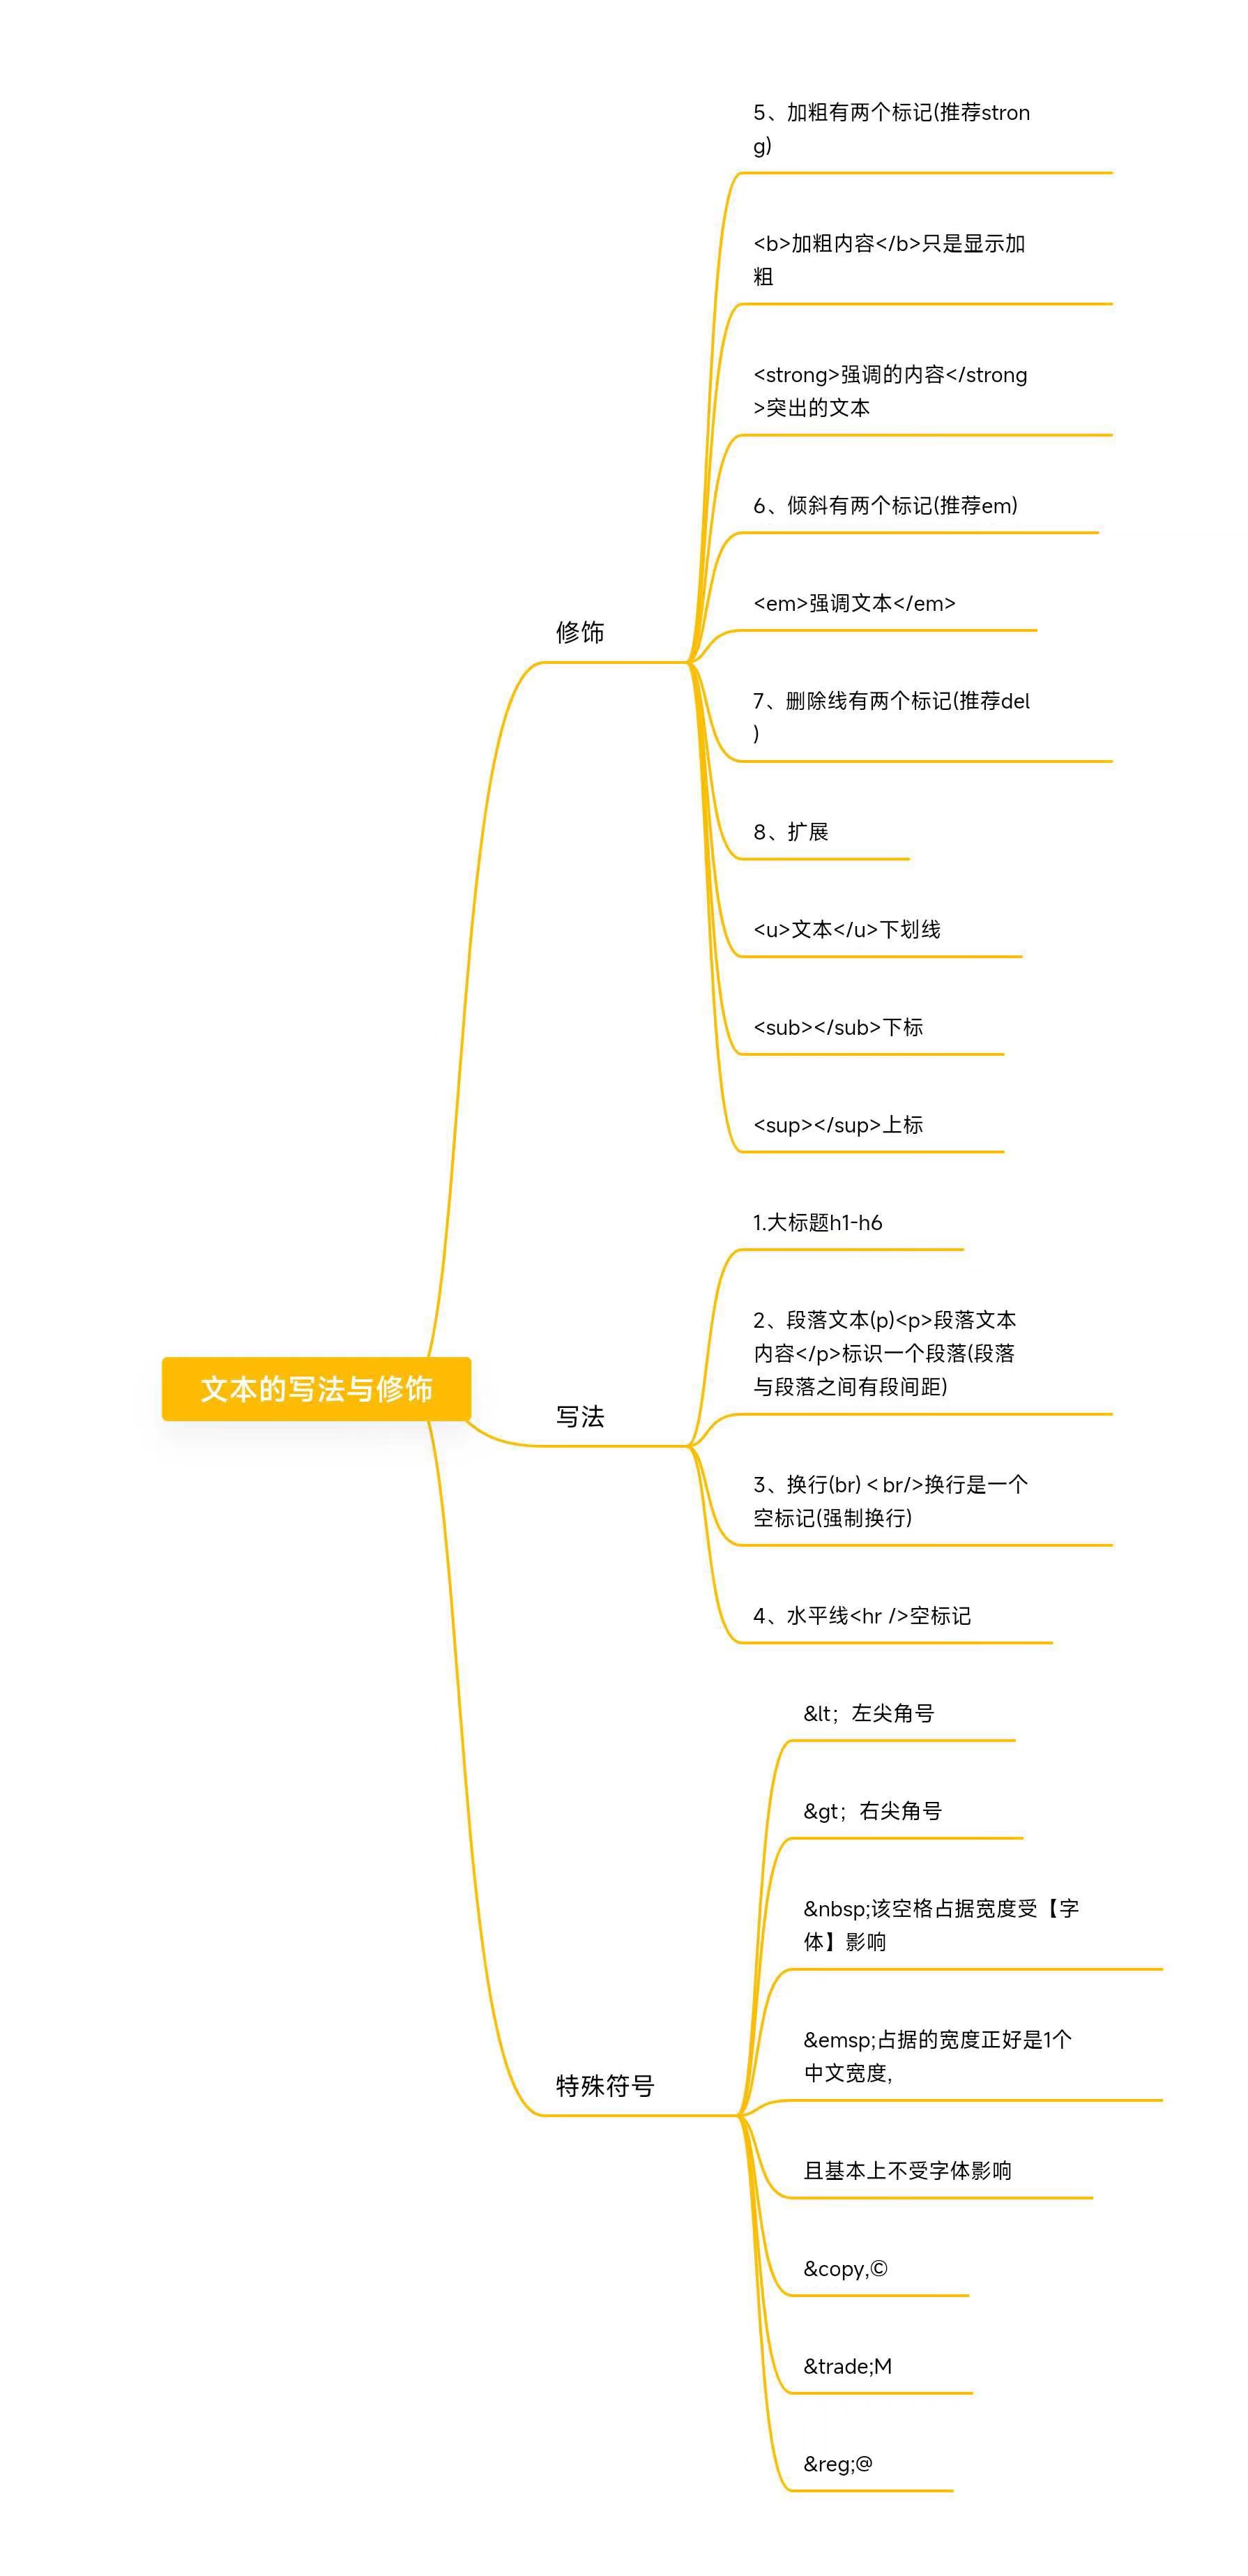 5、加粗有两个标记(推荐stron
g)
<b>加粗内容</b>只是显示加
粗
<strong>强调的内容</strong
>突出的文本
6、倾斜有两个标记(推荐em)
<em>强调文本</em>
修饰
7、删除线有两个标记(推荐del
)
8、扩展
<u>文本</u>下划线
<sub></sub>下标
<sup></sup>上标
1.大标题h1-h6
2、段落文本(p)<p>段落文本
内容</p>标识一个段落(段落
与段落之间有段间距)
文本的写法与修饰
写法
3、换行(br)＜br/>换行是一个
空标记(强制换行)
4、水平线<hr />空标记
&lt；左尖角号
&gt；右尖角号
&nbsp;该空格占据宽度受【字
体】影响
&emsp;占据的宽度正好是1个
中文宽度,
特殊符号
且基本上不受字体影响
&copy,©
&trade;M
&reg;@